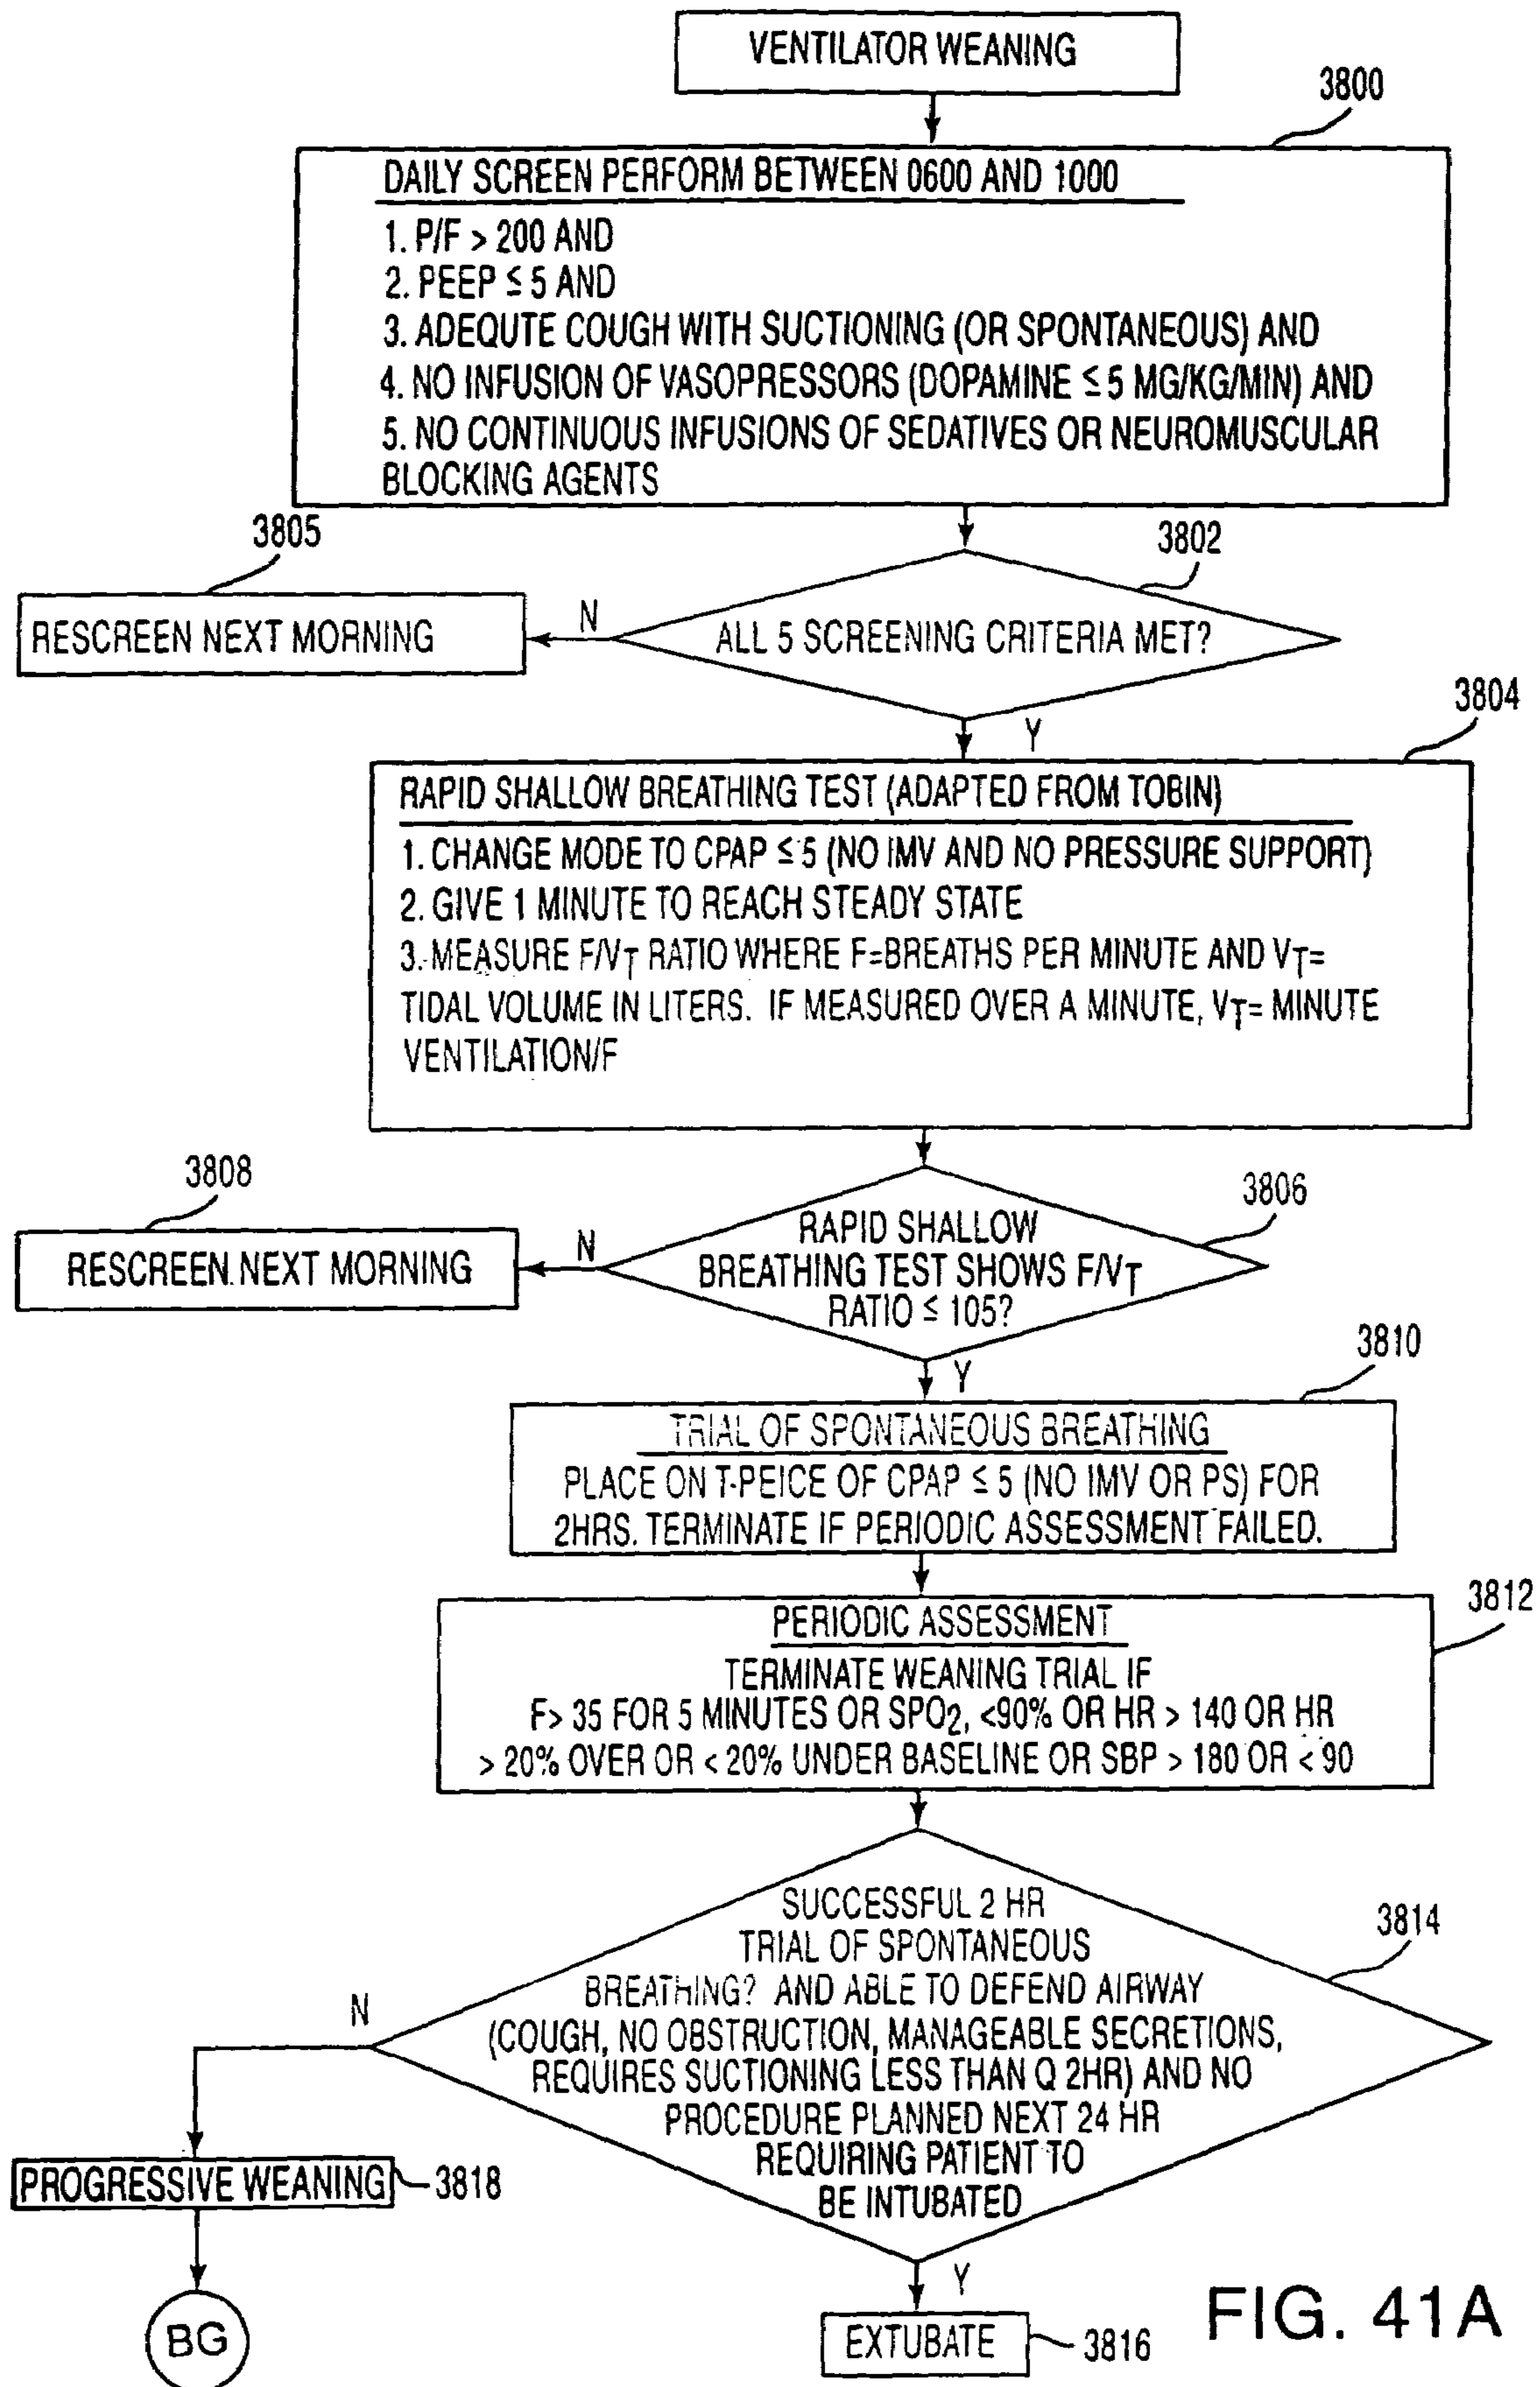 VENTILATOR WEANING
3800
DAILY SCREEN PERFORM BETWEEN 0600 AND 1000
1. P/F > 200 AND
2. PEEP ≤ 5 AND
3. ADEQUTE COUGH WITH SUCTIONING (OR SPONTANEOUS) AND
4. NO INFUSION OF VASOPRESSORS (DOPAMINE ≤ 5 MG/KG/MIN) AND
5. NO CONTINUOUS INFUSIONS OF SEDATIVES OR NEUROMUSCULAR
BLOCKING AGENTS
3805
3802
RESCREEN NEXT MORNING
N
ALL 5 SCREENING CRITERIA MET?
3804
Y
RAPID SHALLOW BREATHING TEST (ADAPTED FROM TOBIN)
1. CHANGE MODE TO CPAP ≤ 5 (NO IMV AND NO PRESSURE SUPPORT)
2. GIVE 1 MINUTE TO REACH STEADY STATE
3. MEASURE F/VT RATIO WHERE F=BREATHS PER MINUTE AND VT=
TIDAL VOLUME IN LITERS. IF MEASURED OVER A MINUTE, VT= MINUTE
VENTILATION/F
3808
3806
RESCREEN NEXT MORNING
N
RAPID SHALLOW
BREATHING TEST SHOWS F/VT
RATIO ≤ 105?
3810
Y
TRIAL OF SPONTANEOUS BREATHING
PLACE ON T-PEICE OF CPAP ≤ 5 (NO IMV OR PS) FOR
2HRS. TERMINATE IF PERIODIC ASSESSMENT FAILED.
3812
PERIODIC ASSESSMENT
TERMINATE WEANING TRIAL IF
F> 35 FOR 5 MINUTES OR SPO2, <90% OR HR > 140 OR HR
> 20% OVER OR < 20% UNDER BASELINE OR SBP > 180 OR < 90
3814
SUCCESSFUL 2 HR
TRIAL OF SPONTANEOUS
BREATHING? AND ABLE TO DEFEND AIRWAY
(COUGH, NO OBSTRUCTION, MANAGEABLE SECRETIONS,
REQUIRES SUCTIONING LESS THAN Q 2HR) AND NO
PROCEDURE PLANNED NEXT 24 HR
REQUIRING PATIENT TO
BE INTUBATED
N
PROGRESSIVE WEANING
3818
BG
Y
EXTUBATE
3816
FIG. 41A